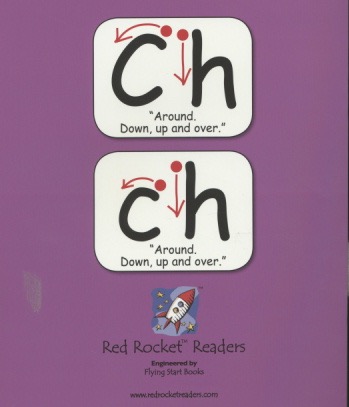 Ch
"Around.
Down, up and over."
ch
"Around.
Down, up and over."
Red Rocket™ Readers
Engineered by
Flying Start Books
www.redrocketreaders.com